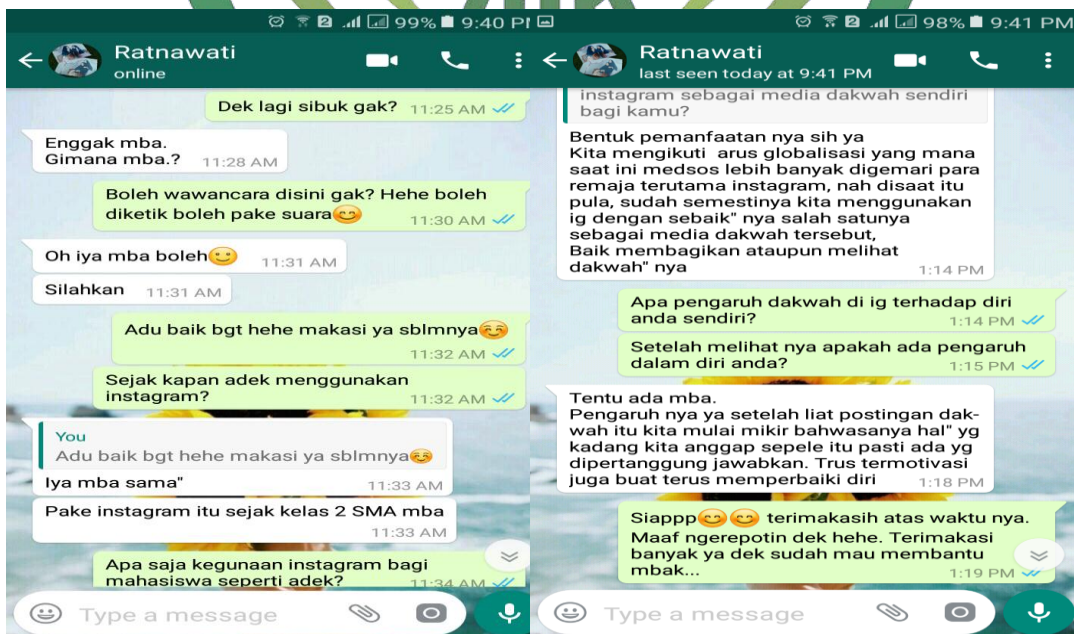 99% 9:40 PM
Ratnawati
online
Dek lagi sibuk gak? 11:25 AM
Enggak mba.
Gimana mba.? 11:28 AM
Boleh wawancara disini gak? Hehe boleh
diketik boleh pake suara😊
11:30 AM
Oh iya mba boleh🙂 11:31 AM
Silahkan 11:31 AM
Adu baik bgt hehe makasi ya sblmnya😊
11:32 AM
Sejak kapan adek menggunakan
instagram? 11:32 AM
You
Adu baik bgt hehe makasi ya sblmnya😊
Iya mba sama" 11:33 AM
Pake instagram itu sejak kelas 2 SMA mba
11:33 AM
Apa saja kegunaan instagram bagi
mahasiswa seperti adek? 11:34 AM
Type a message
98% 9:41 PM
Ratnawati
last seen today at 9:41 PM
instagram sebagai media dakwah sendiri
bagi kamu?
Bentuk pemanfaatan nya sih ya
Kita mengikuti arus globalisasi yang mana
saat ini medsos lebih banyak digemari para
remaja terutama instagram, nah disaat itu
pula, sudah semestinya kita menggunakan
ig dengan sebaik" nya salah satunya
sebagai media dakwah tersebut,
Baik membagikan ataupun melihat
dakwah" nya 1:14 PM
Apa pengaruh dakwah di ig terhadap diri
anda sendiri? 1:14 PM
Setelah melihat nya apakah ada pengaruh
dalam diri anda? 1:15 PM
Tentu ada mba.
Pengaruh nya ya setelah liat postingan dak-
wah itu kita mulai mikir bahwasanya hal" yg
kadang kita anggap sepele itu pasti ada yg
dipertanggung jawabkan. Trus termotivasi
juga buat terus memperbaiki diri 1:18 PM
Siappp😊😊 terimakasih atas waktu nya.
Maaf ngerepotin dek hehe. Terimakasi
banyak ya dek sudah mau membantu
mbak... 1:19 PM
Type a message